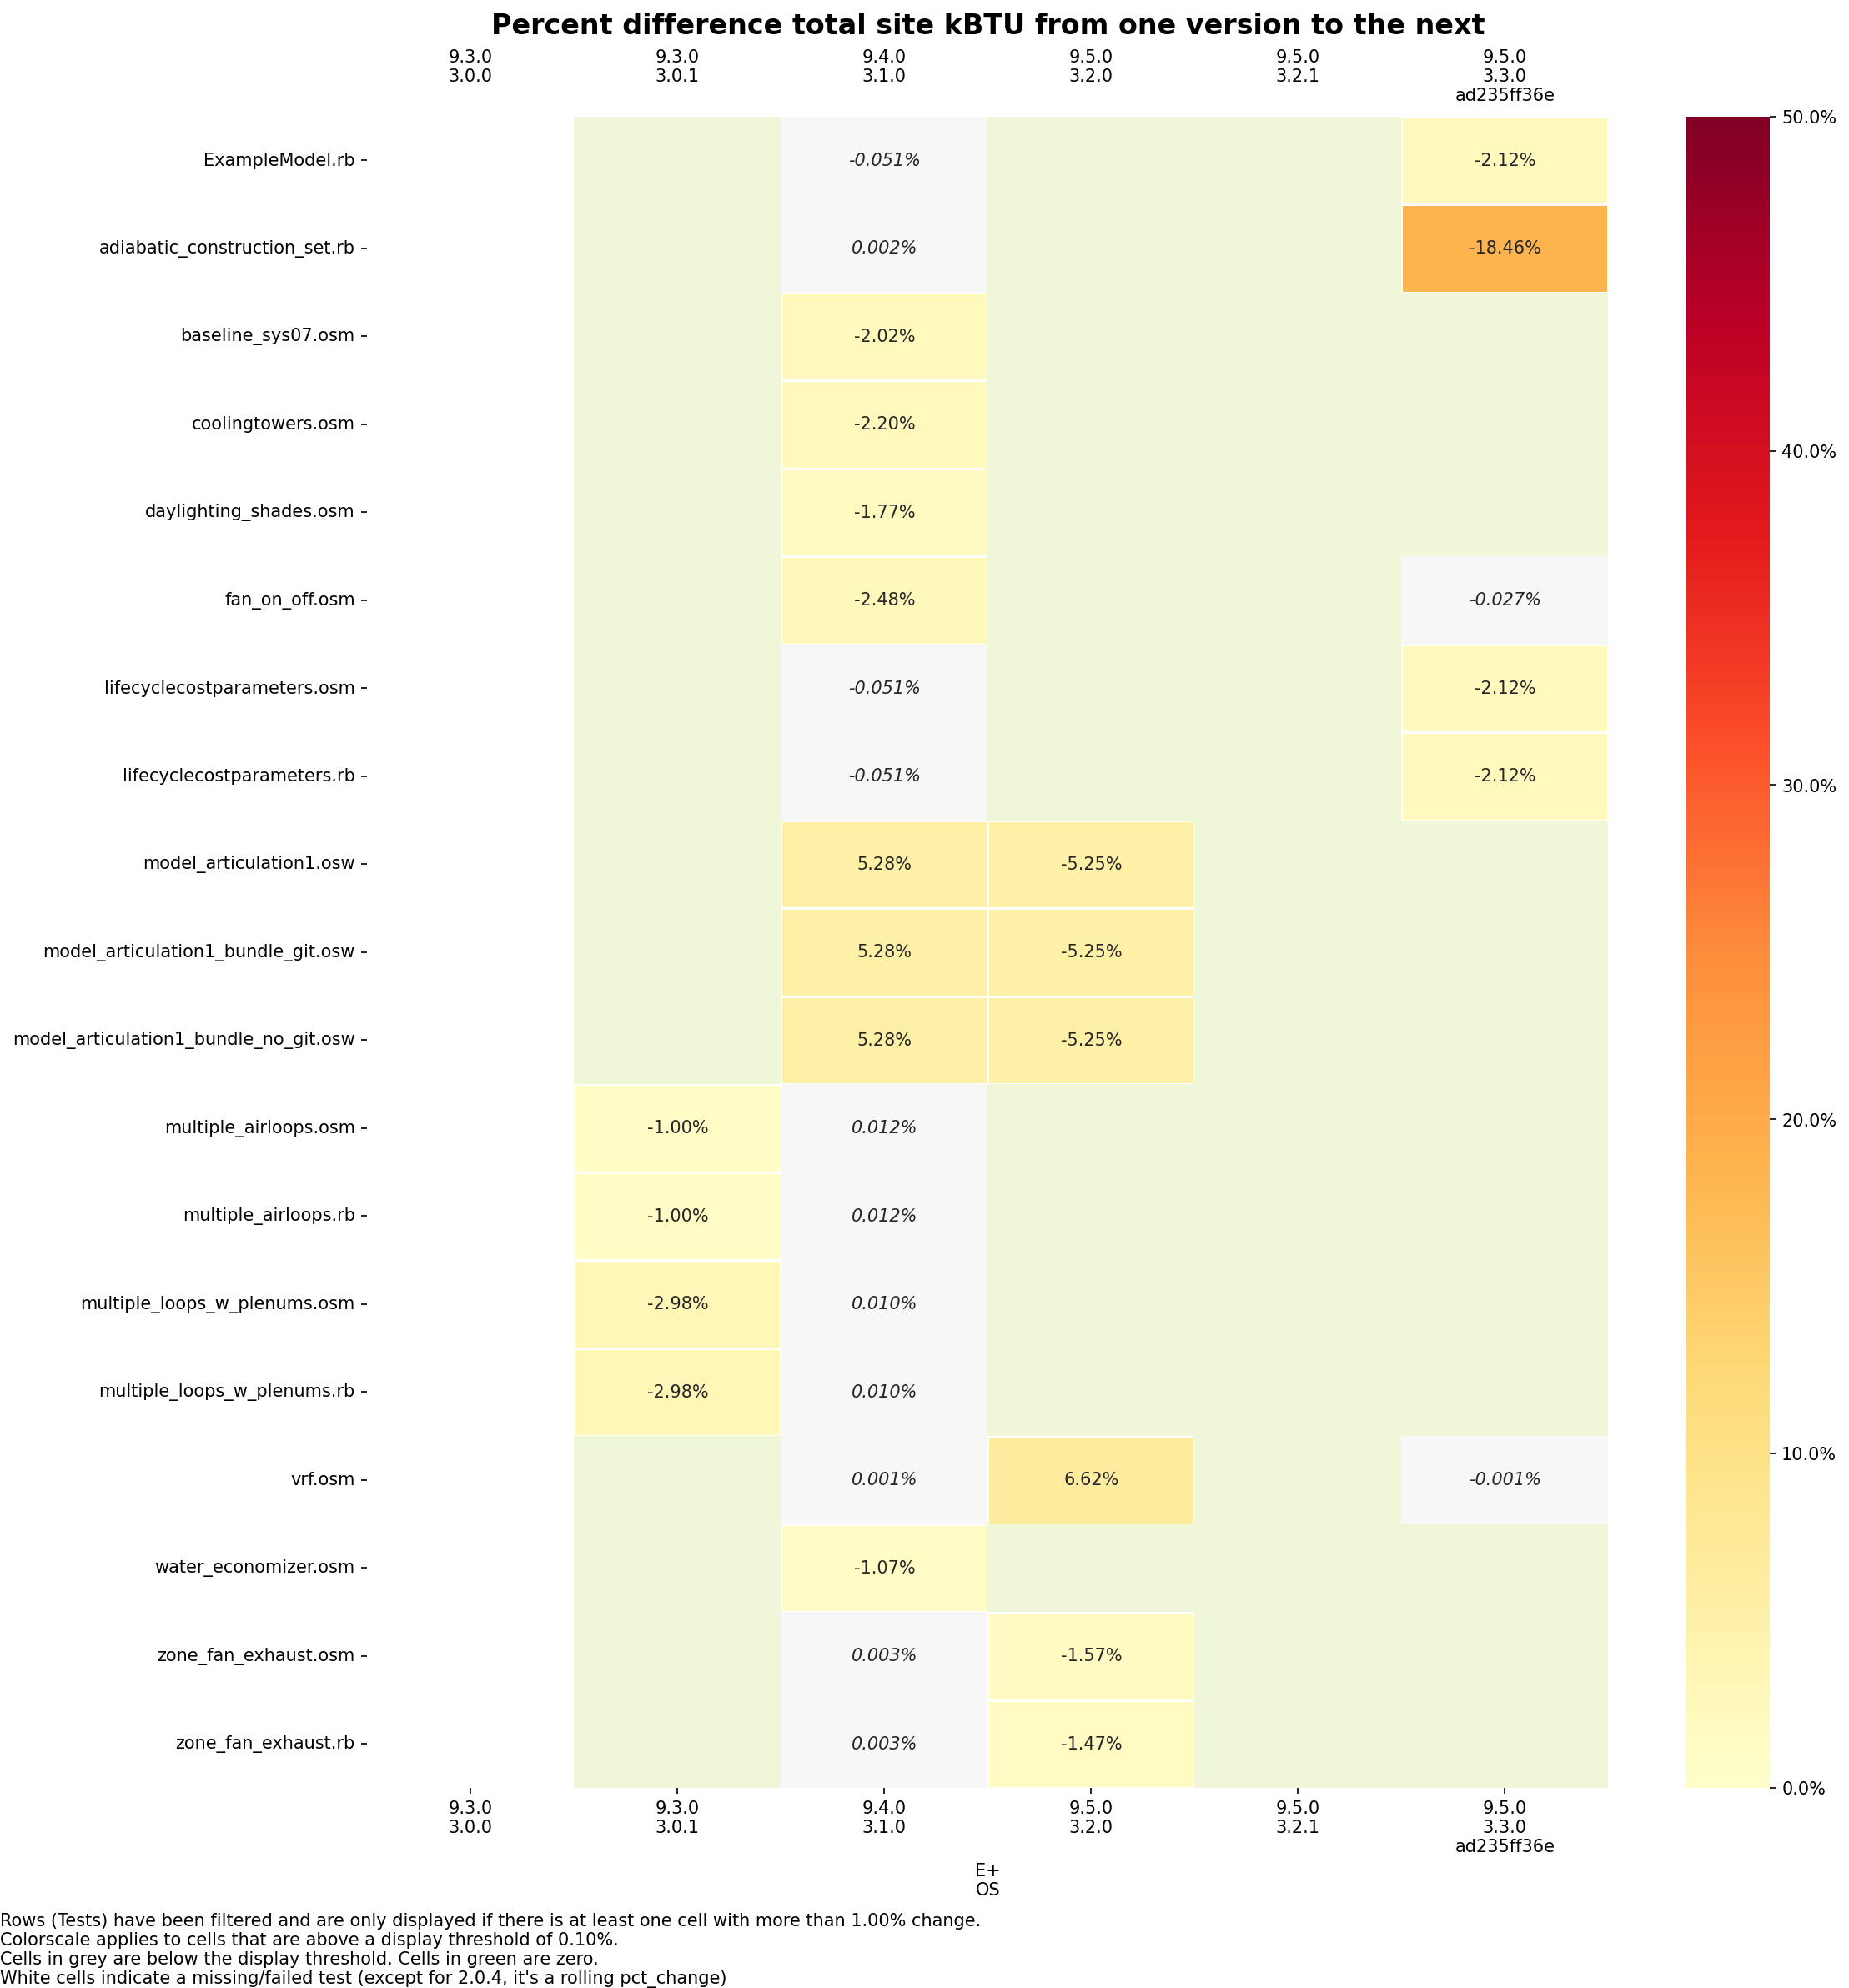 Percent difference total site kBTU from one version to the next
9.3.0 9.3.0 9.4.0 9.5.0 9.5.0 9.5.0
3.0.0 3.0.1 3.1.0 3.2.0 3.2.1 3.3.0
ad235ff36e
50.0%
ExampleModel.rb -0.051% -2.12%
adiabatic_construction_set.rb 0.002% -18.46%
baseline_sys07.osm -2.02%
coolingtowers.osm -2.20%
40.0%
daylighting_shades.osm -1.77%
fan_on_off.osm -2.48% -0.027%
lifecyclecostparameters.osm -0.051% -2.12%
lifecyclecostparameters.rb -0.051% -2.12%
30.0%
model_articulation1.osw 5.28% -5.25%
model_articulation1_bundle_git.osw 5.28% -5.25%
model_articulation1_bundle_no_git.osw 5.28% -5.25%
20.0%
multiple_airloops.osm -1.00% 0.012%
multiple_airloops.rb -1.00% 0.012%
multiple_loops_w_plenums.osm -2.98% 0.010%
multiple_loops_w_plenums.rb -2.98% 0.010%
10.0%
vrf.osm 0.001% 6.62% -0.001%
water_economizer.osm -1.07%
zone_fan_exhaust.osm 0.003% -1.57%
zone_fan_exhaust.rb 0.003% -1.47%
0.0%
9.3.0 9.3.0 9.4.0 9.5.0 9.5.0 9.5.0
3.0.0 3.0.1 3.1.0 3.2.0 3.2.1 3.3.0
ad235ff36e
E+
OS
Rows (Tests) have been filtered and are only displayed if there is at least one cell with more than 1.00% change.
Colorscale applies to cells that are above a display threshold of 0.10%.
Cells in grey are below the display threshold. Cells in green are zero.
White cells indicate a missing/failed test (except for 2.0.4, it's a rolling pct_change)